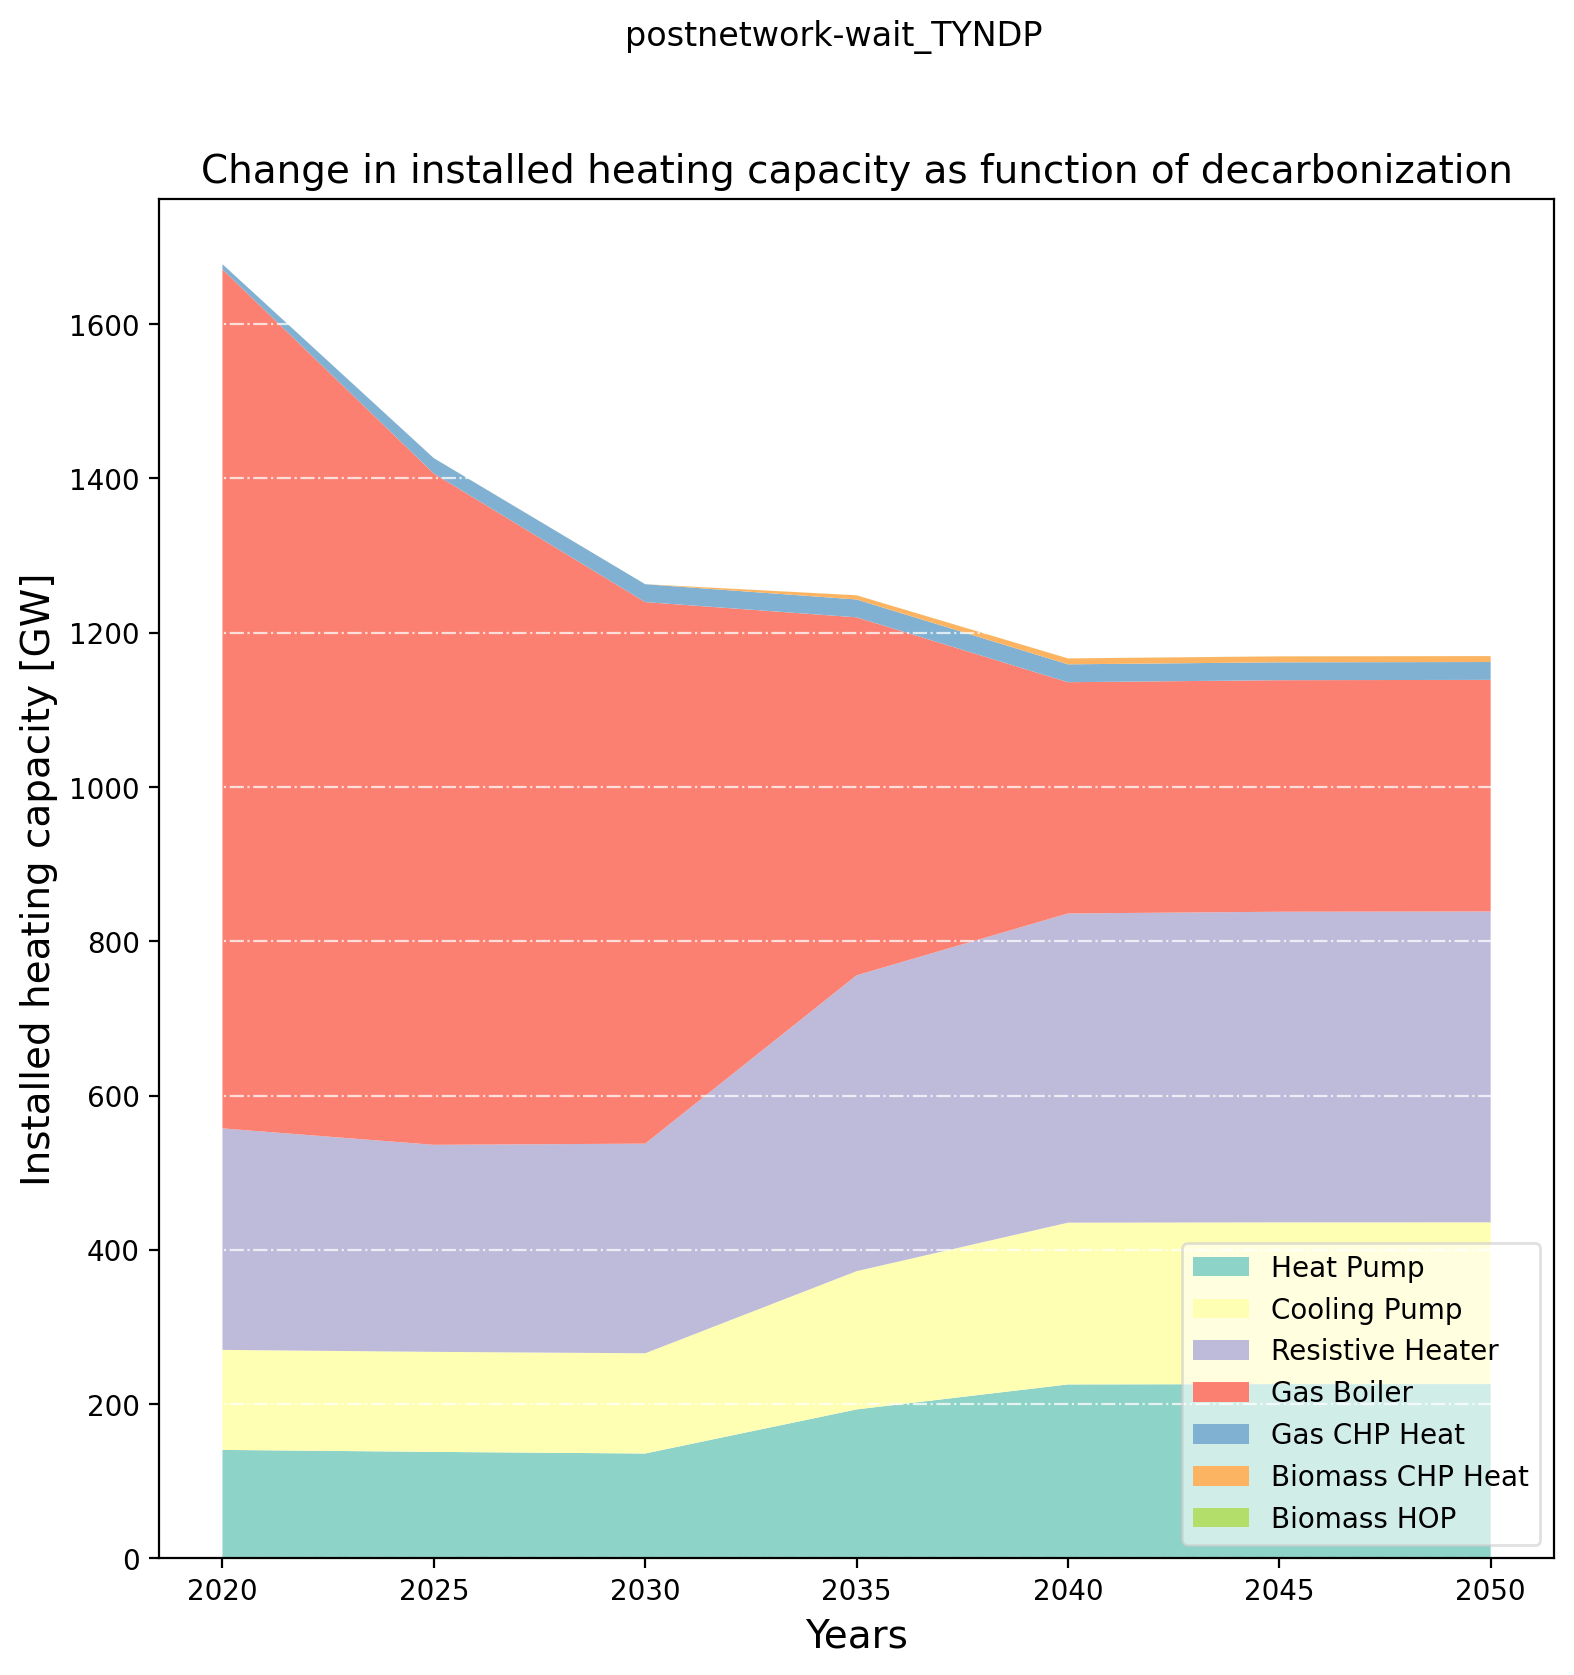 postnetwork-wait_TYNDP
Change in installed heating capacity as function of decarbonization
Installed heating capacity [GW]
1600
1400
1200
1000
800
600
400
200
0
Heat Pump
Cooling Pump
Resistive Heater
Gas Boiler
Gas CHP Heat
Biomass CHP Heat
Biomass HOP
2020 2025 2030 2035 2040 2045 2050
Years